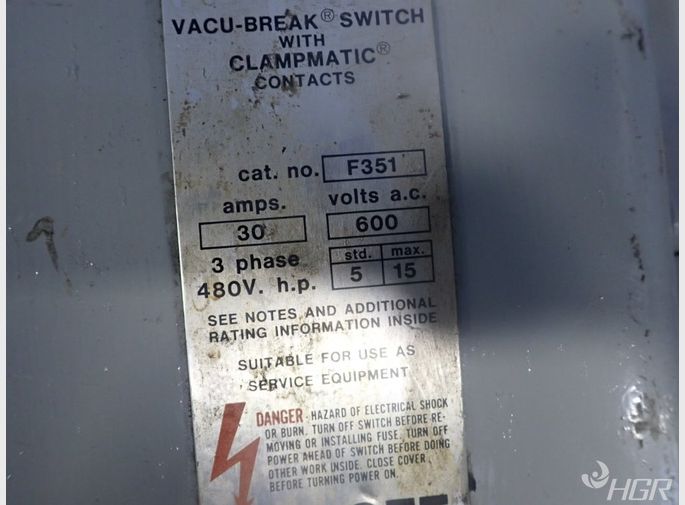 VACU-BREAK® SWITCH
WITH
CLAMPMATIC®
CONTACTS
cat. no. F351
amps. volts a.c.
30 600
3 phase std. max.
480V. h.p. 5 15
SEE NOTES AND ADDITIONAL
RATING INFORMATION INSIDE
SUITABLE FOR USE AS
SERVICE EQUIPMENT
DANGER HAZARD OF ELECTRICAL SHOCK
OR BURN. TURN OFF SWITCH BEFORE RE-
MOVING OR INSTALLING FUSE. TURN OFF
POWER AHEAD OF SWITCH BEFORE DOING
OTHER WORK INSIDE. CLOSE COVER
BEFORE TURNING POWER ON.
HGR